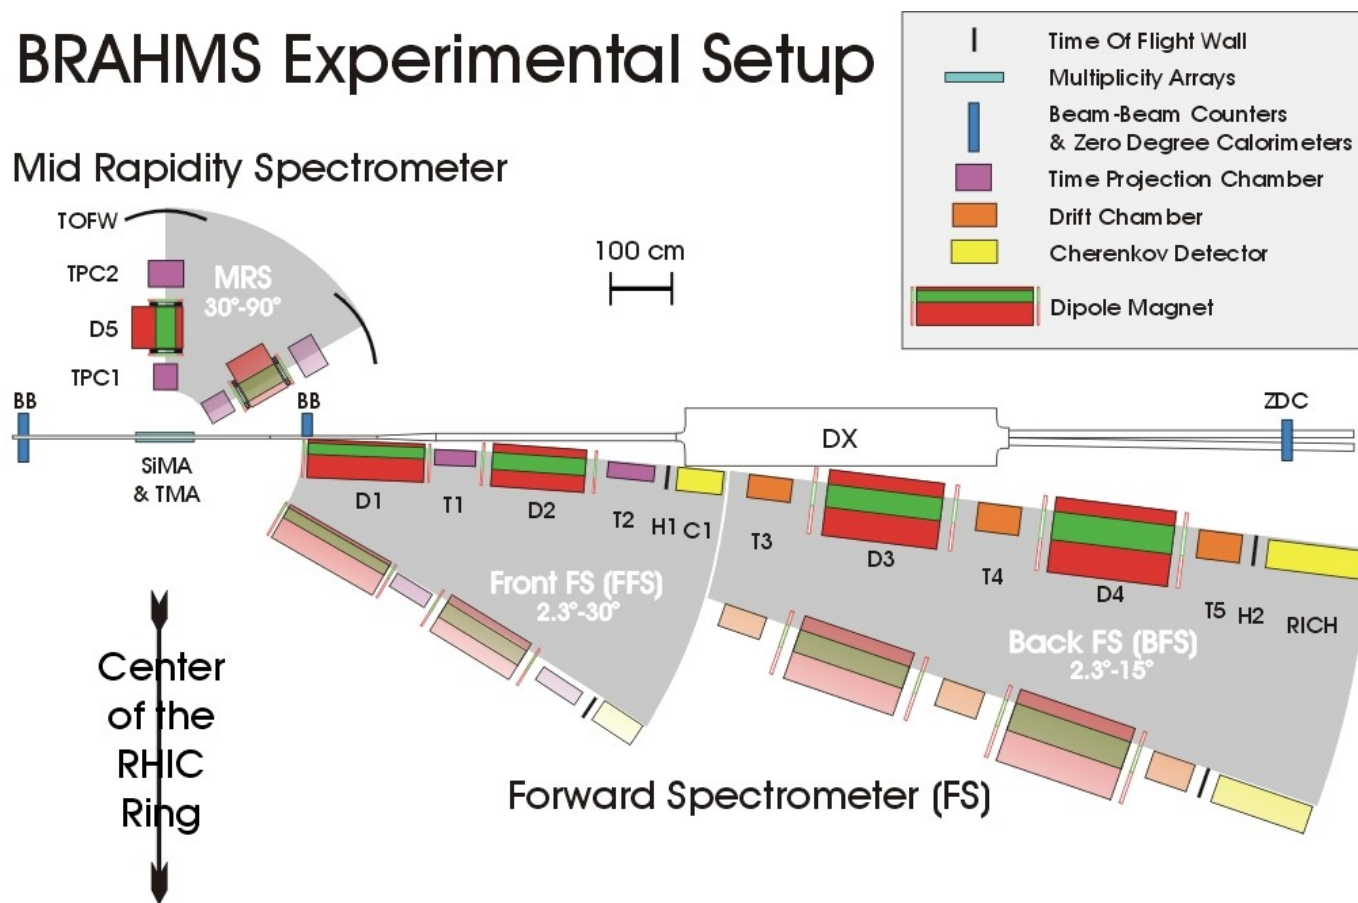 BRAHMS Experimental Setup
Time Of Flight Wall
Multiplicity Arrays
Beam-Beam Counters
& Zero Degree Calorimeters
Time Projection Chamber
Drift Chamber
Cherenkov Detector
Dipole Magnet
Mid Rapidity Spectrometer
TOFW
TPC2
MRS
30°-90°
D5
TPC1
100 cm
BB
BB
ZDC
DX
SiMA
& TMA
D1
T1
D2
T2
H1
C1
T3
D3
T4
D4
T5
H2
RICH
Front FS (FFS)
2.3°-30°
Back FS (BFS)
2.3°-15°
Center
of the
RHIC
Ring
Forward Spectrometer (FS)